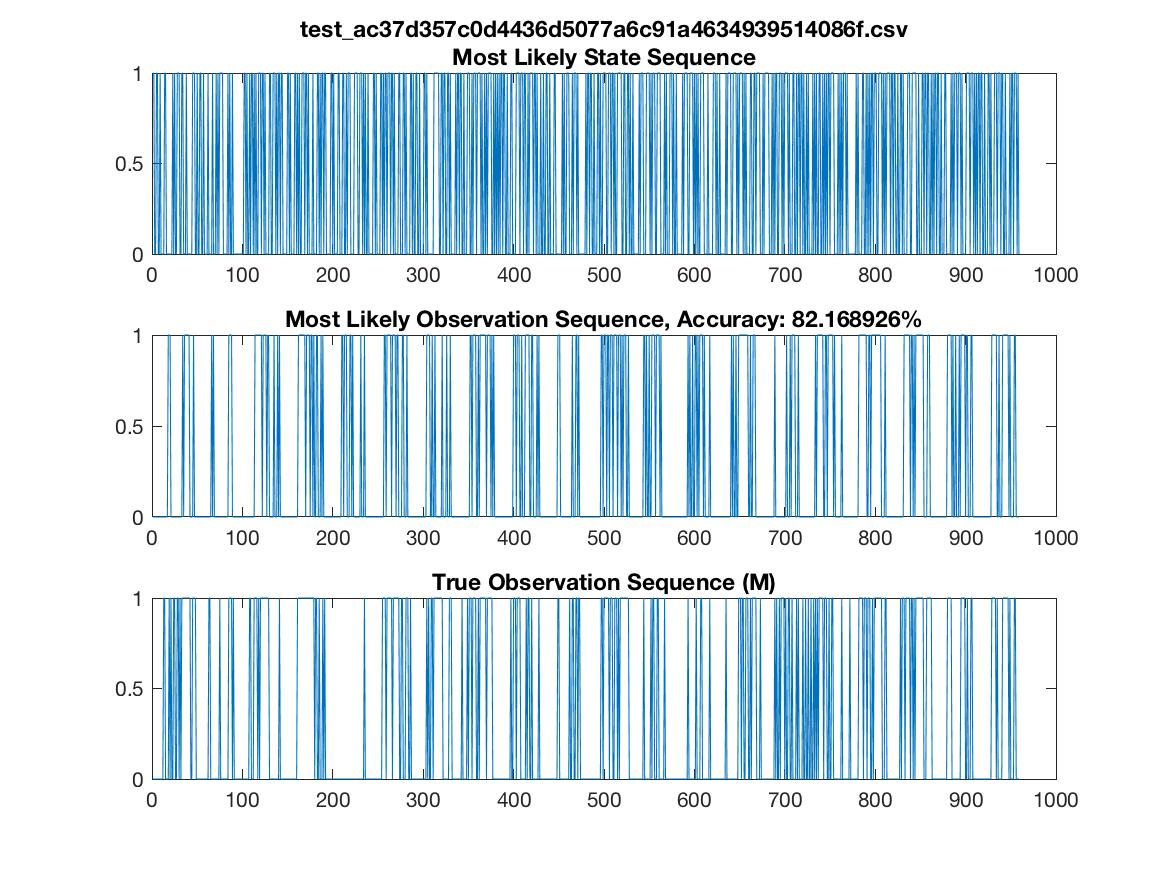 test_ac37d357c0d4436d5077a6c91a4634939514086f.csv
Most Likely State Sequence
1
0.5
0
0 100 200 300 400 500 600 700 800 900 1000
Most Likely Observation Sequence, Accuracy: 82.168926%
1
0.5
0
0 100 200 300 400 500 600 700 800 900 1000
True Observation Sequence (M)
1
0.5
0
0 100 200 300 400 500 600 700 800 900 1000